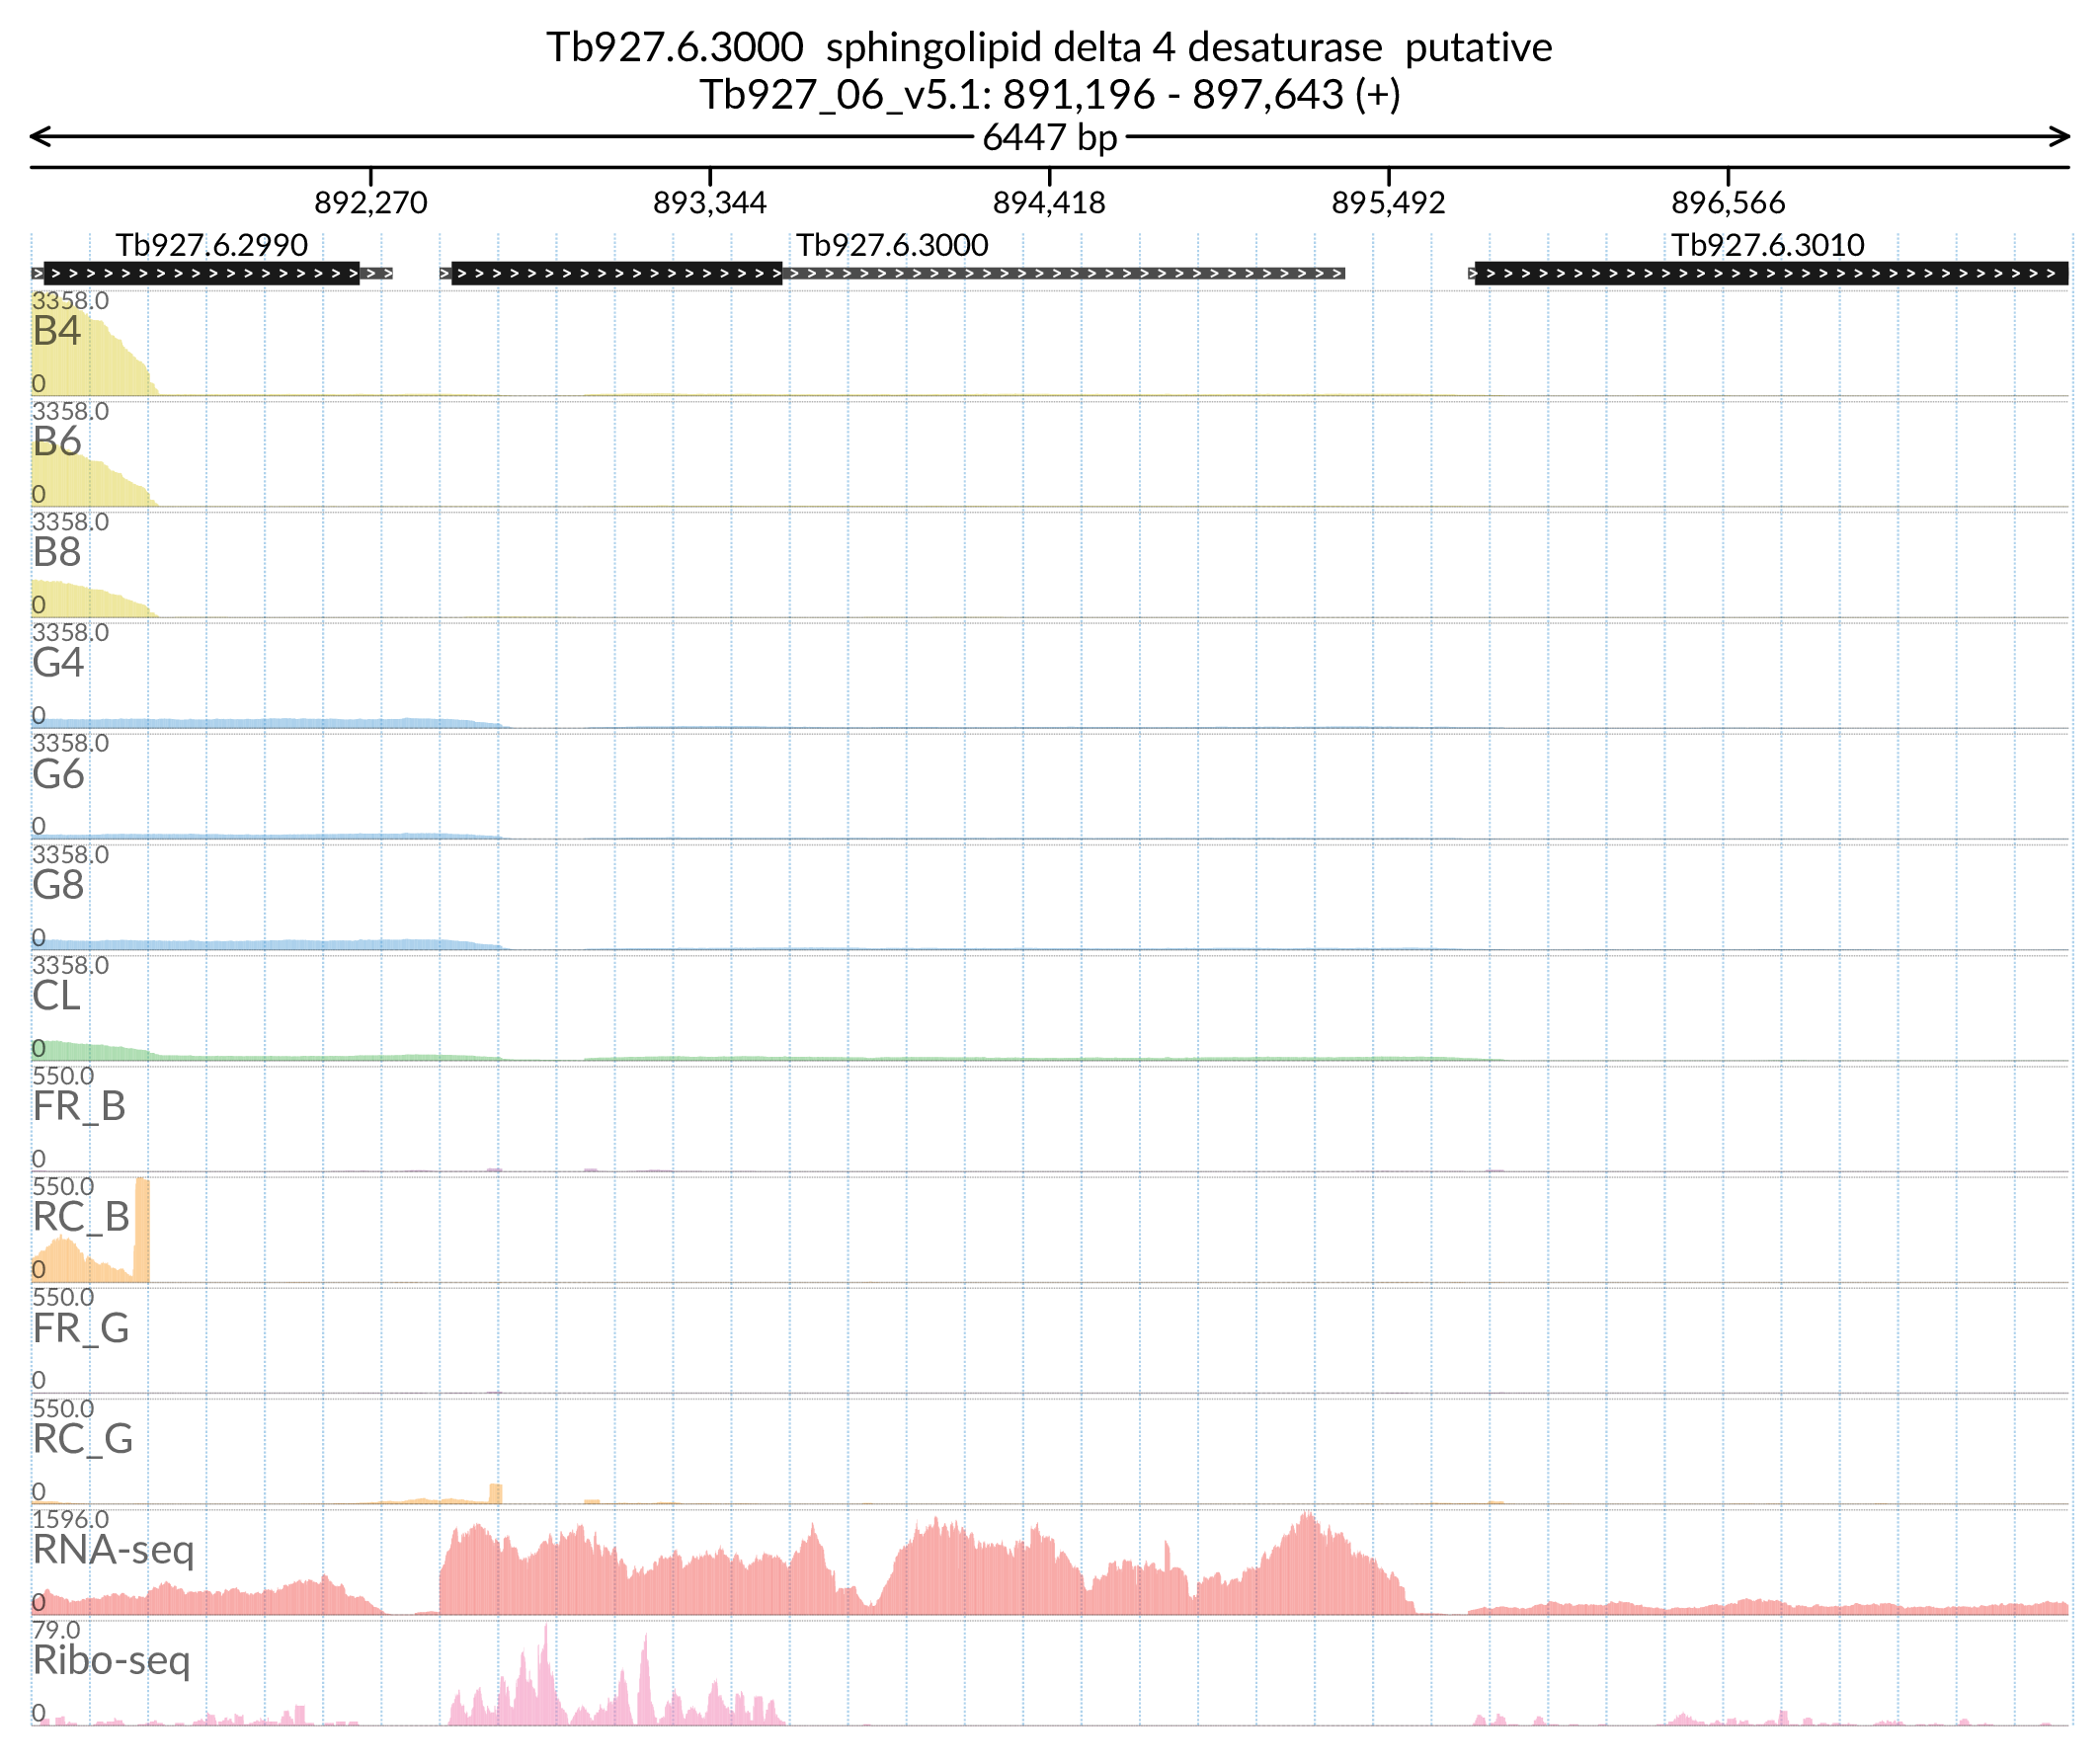 Tb927.6.3000  sphingolipid delta 4 desaturase  putative
Tb927_06_v5.1: 891,196 - 897,643 (+)
6447 bp
892,270 893,344 894,418 895,492 896,566
Tb927.6.2990 Tb927.6.3000 Tb927.6.3010
3358.0
B4
0
3358.0
B6
0
3358.0
B8
0
3358.0
G4
0
3358.0
G6
0
3358.0
G8
0
3358.0
CL
0
550.0
FR_B
0
550.0
RC_B
0
550.0
FR_G
0
550.0
RC_G
0
1596.0
RNA-seq
0
79.0
Ribo-seq
0